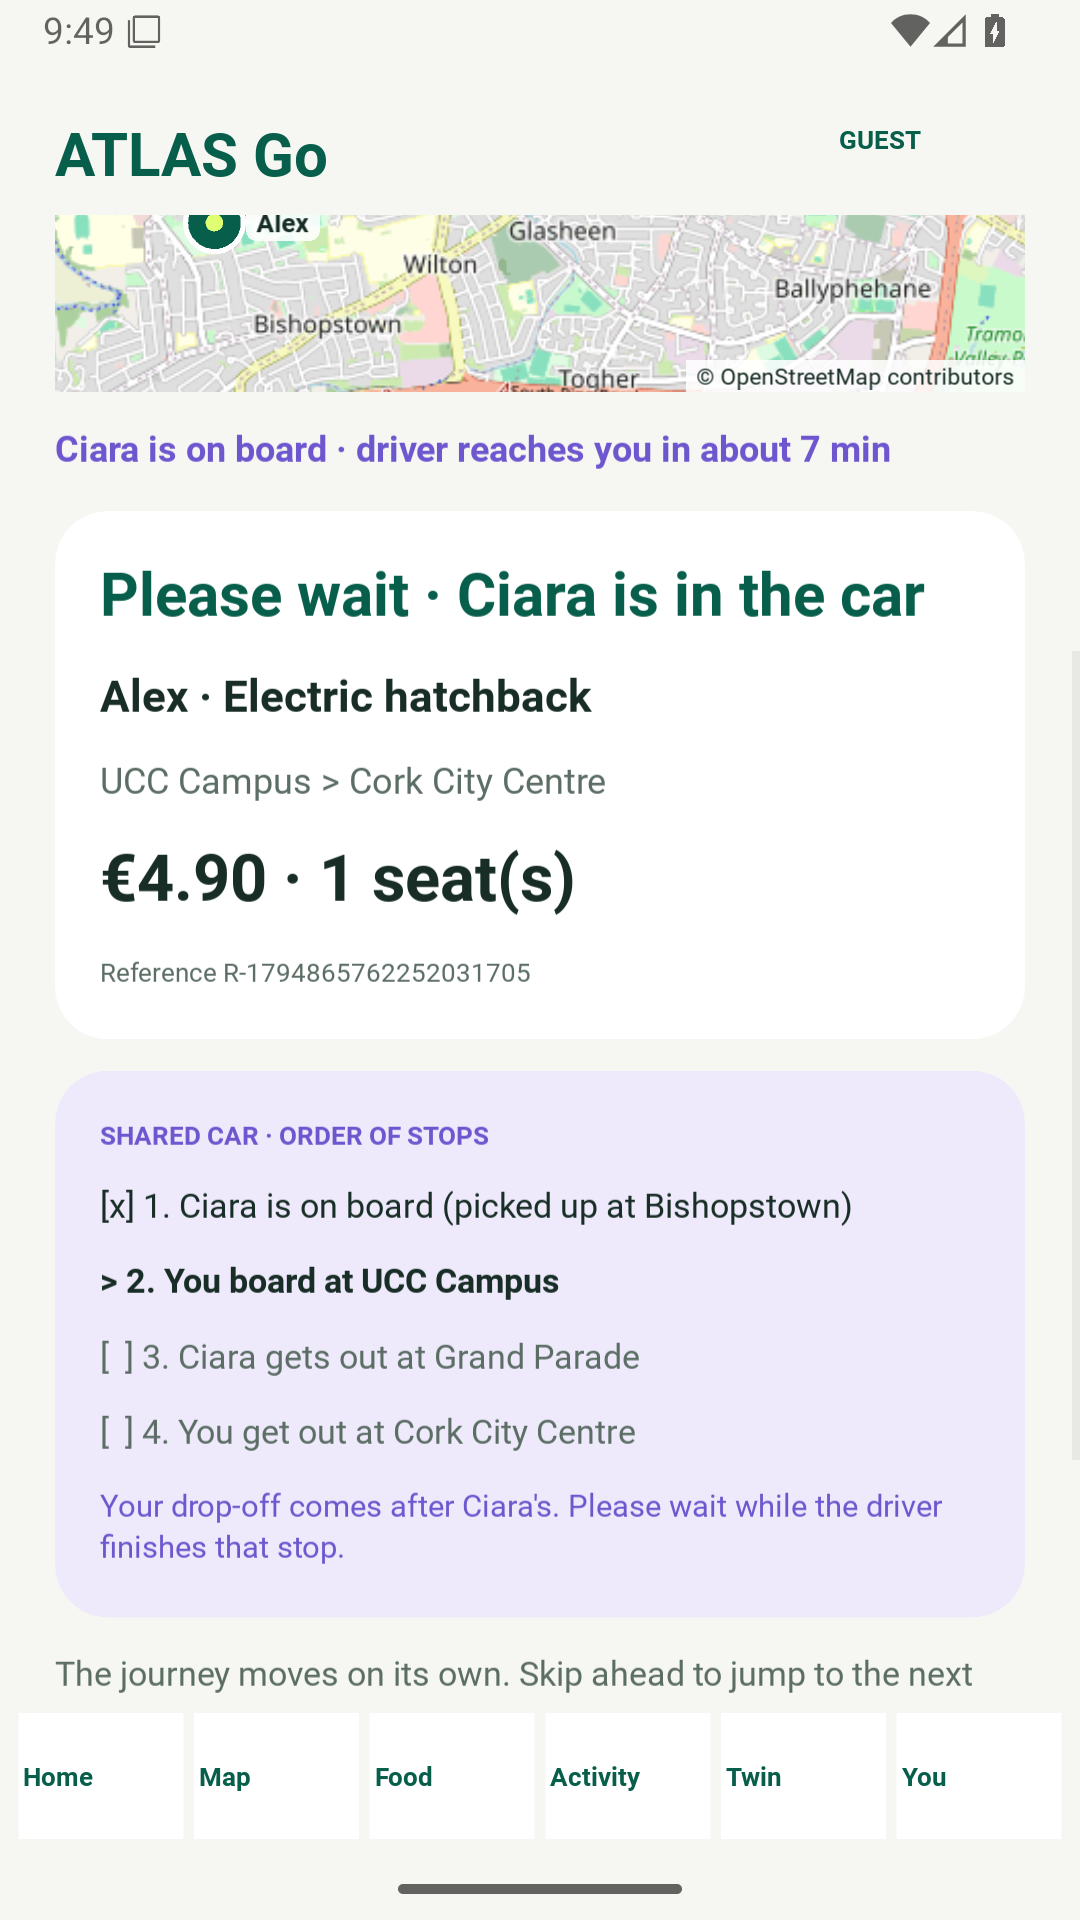 9:49
ATLAS Go
GUEST
Alex
Glasheen
Wilton
Ballyphehane
Bishopstown
Togher
© OpenStreetMap contributors
Ciara is on board · driver reaches you in about 7 min
Please wait · Ciara is in the car
Alex · Electric hatchback
UCC Campus > Cork City Centre
€4.90 · 1 seat(s)
Reference R-1794865762252031705
SHARED CAR · ORDER OF STOPS
[x] 1. Ciara is on board (picked up at Bishopstown)
> 2. You board at UCC Campus
[ ] 3. Ciara gets out at Grand Parade
[ ] 4. You get out at Cork City Centre
Your drop-off comes after Ciara's. Please wait while the driver
finishes that stop.
The journey moves on its own. Skip ahead to jump to the next
Home
Map
Food
Activity
Twin
You